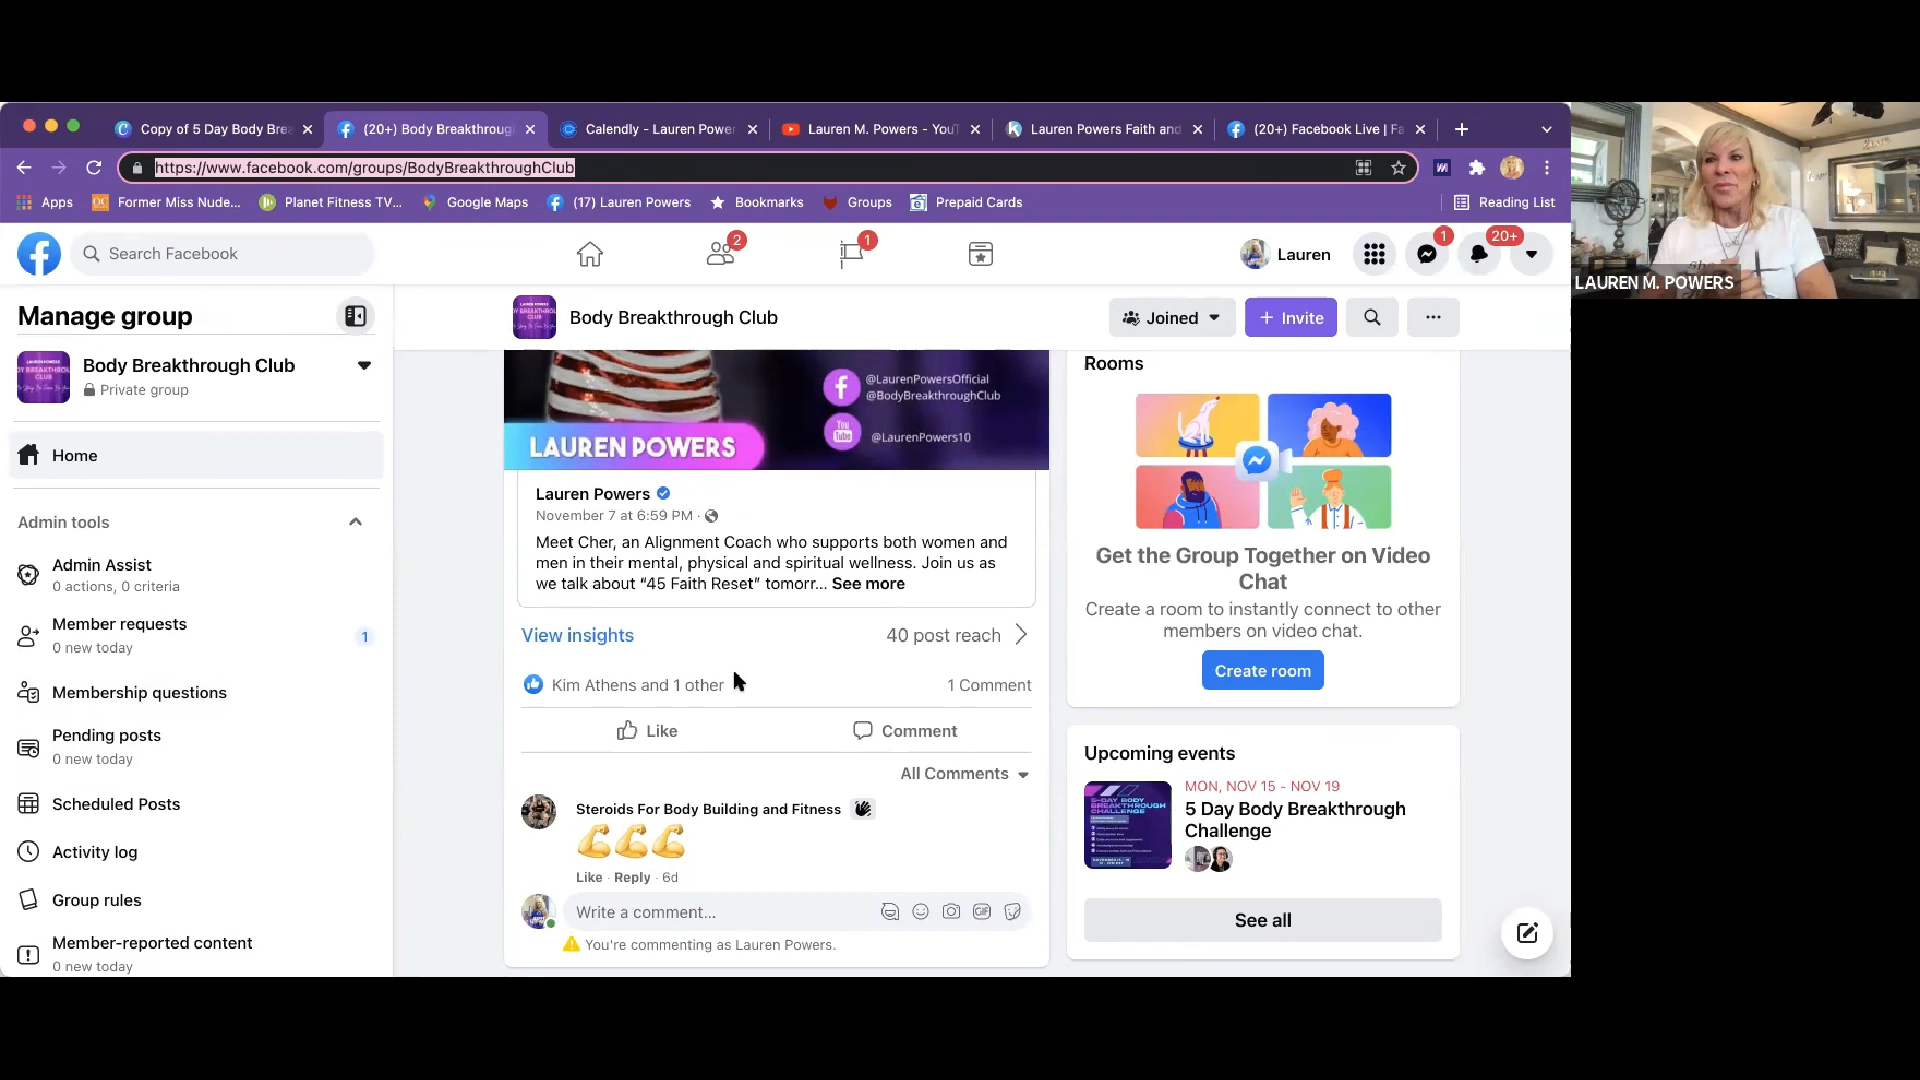 Copy of 5 Day Body Brea
(20+) Body Breakthroug
Calendly - Lauren Power
Lauren M. Powers - YouT
Lauren Powers Faith and
(20+) Facebook Live | Fa
https://www.facebook.com/groups/BodyBreakthroughClub
Apps
Former Miss Nude...
Planet Fitness TV...
Google Maps
(17) Lauren Powers
Bookmarks
Groups
Prepaid Cards
Reading List
Search Facebook
2
1
Lauren
1
20+
LAUREN M. POWERS
Manage group
Body Breakthrough Club
Private group
Home
Admin tools
Admin Assist
0 actions, 0 criteria
Member requests
0 new today
1
Membership questions
Pending posts
0 new today
Scheduled Posts
Activity log
Group rules
Member-reported content
0 new today
Body Breakthrough Club
Joined
+ Invite
@LaurenPowersOfficial
@BodyBreakthroughClub
You Tube
@LaurenPowers10
LAUREN POWERS
Lauren Powers
November 7 at 6:59 PM ·
Meet Cher, an Alignment Coach who supports both women and
men in their mental, physical and spiritual wellness. Join us as
we talk about "45 Faith Reset" tomorr... See more
View insights
40 post reach
Kim Athens and 1 other
1 Comment
Like
Comment
All Comments
Steroids For Body Building and Fitness
💪💪💪
Like · Reply · 6d
Write a comment...
GIF
You're commenting as Lauren Powers.
Rooms
Get the Group Together on Video
Chat
Create a room to instantly connect to other
members on video chat.
Create room
Upcoming events
MON, NOV 15 - NOV 19
5 Day Body Breakthrough
Challenge
5-DAY BODY
BREAKTHROUGH
CHALLENGE
See all